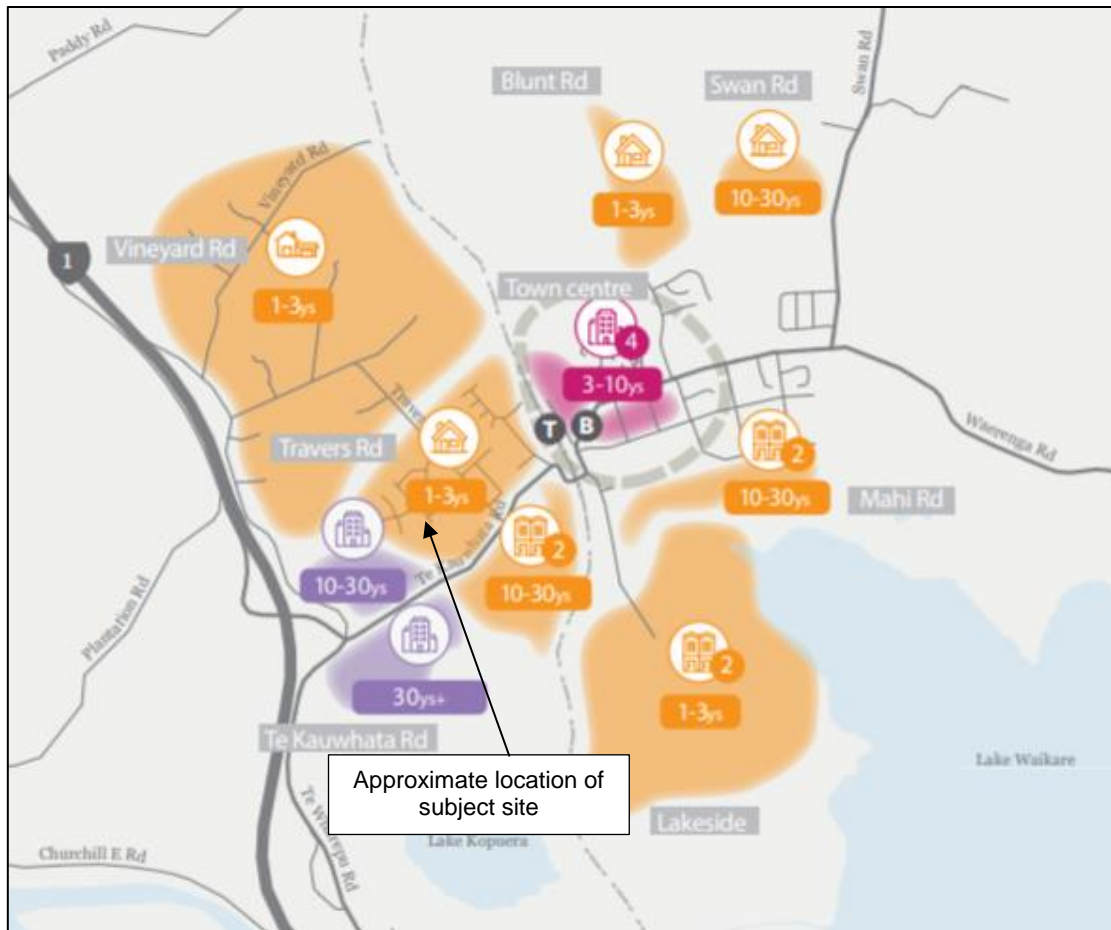 Paddy Rd
Swan Rd
Blunt Rd
Swan Rd
Vineyard Rd
1-3ys
10-30ys
1
Vineyard Rd
1-3ys
Town centre
4
3-10ys
T
B
Travers Rd
1-3ys
Waerenga Rd
2
10-30ys
Mahi Rd
10-30ys
Te Kauwhata Rd
2
10-30ys
Plantation Rd
30ys+
2
1-3ys
Te Kauwhata Rd
Approximate location of
subject site
Lake Waikare
Lakeside
Lake Kopuera
Churchill E Rd